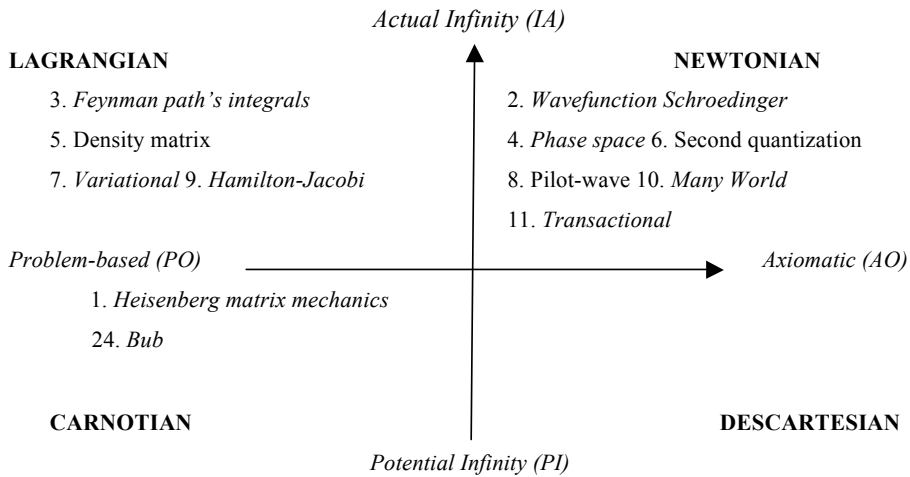 Actual Infinity (IA)
LAGRANGIAN
3. Feynman path's integrals
5. Density matrix
7. Variational 9. Hamilton-Jacobi
NEWTONIAN
2. Wavefunction Schroedinger
4. Phase space 6. Second quantization
8. Pilot-wave 10. Many World
11. Transactional
Problem-based (PO)
Axiomatic (AO)
1. Heisenberg matrix mechanics
24. Bub
CARNOTIAN
DESCARTESIAN
Potential Infinity (PI)